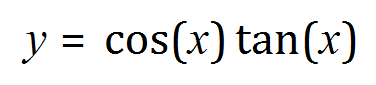 y = cos(x) tan(x)